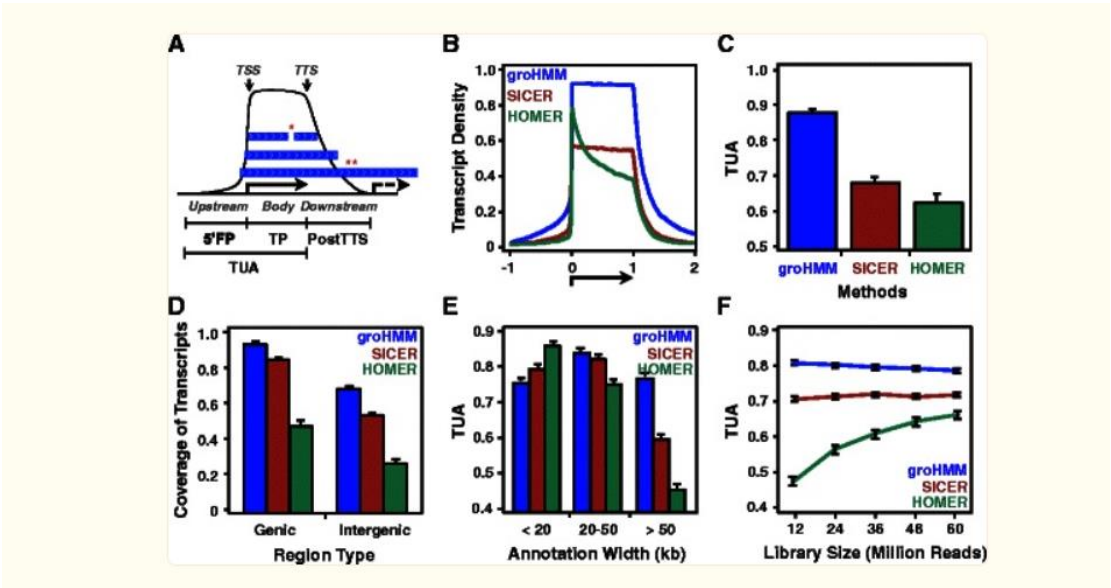 A
TSS TTS
*
**
Upstream Body Downstream
5'FP TP PostTTS
TUA
B
Transcript Density
1.0
0.8
0.6
0.4
0.2
0
groHMM
SICER
HOMER
-1 0 1 2
C
TUA
1.0
0.9
0.8
0.7
0.6
0.5
groHMM SICER HOMER
Methods
D
Coverage of Transcripts
1.0
0.8
0.6
0.4
0.2
0
groHMM
SICER
HOMER
Genic Intergenic
Region Type
E
TUA
0.9
0.8
0.7
0.6
0.5
0.4
groHMM
SICER
HOMER
< 20 20-50 > 50
Annotation Width (kb)
F
TUA
0.9
0.8
0.7
0.6
0.5
0.4
groHMM
SICER
HOMER
12 24 36 48 60
Library Size (Million Reads)